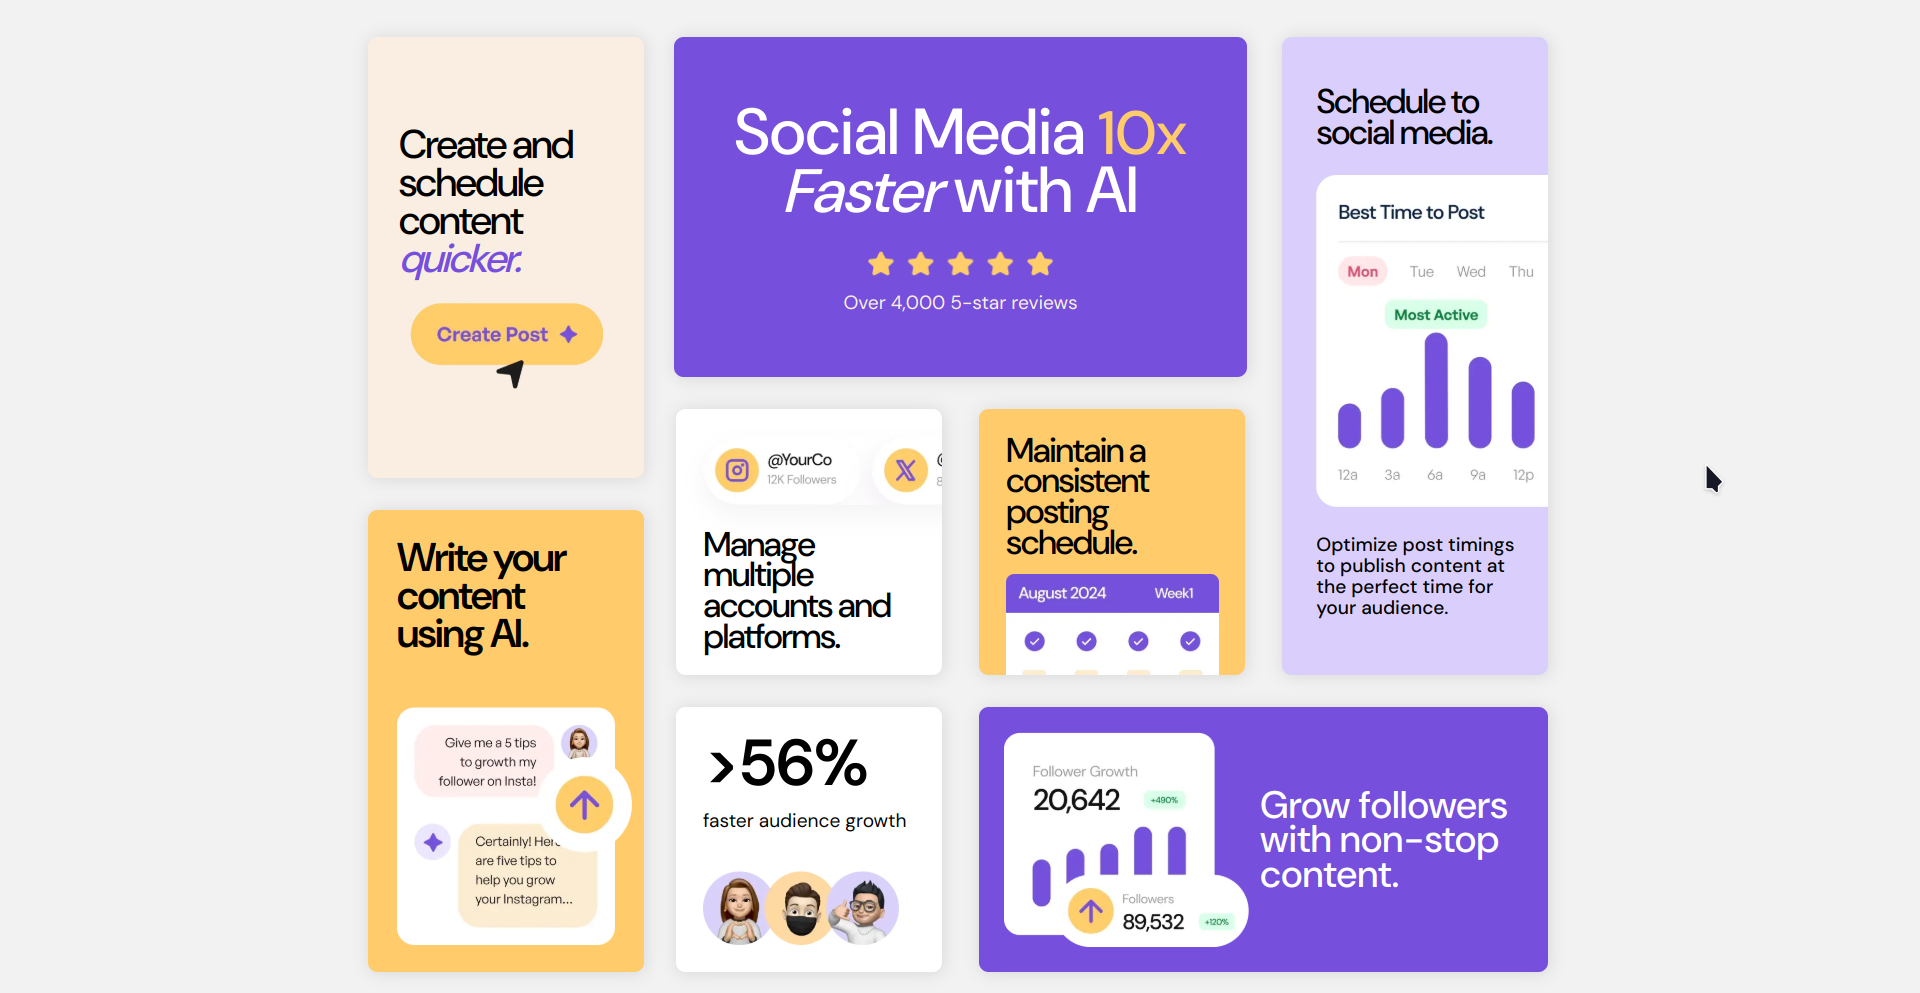 Create and
schedule
content
quicker.
Create Post
Social Media 10x
Faster with AI
Over 4,000 5-star reviews
Schedule to
social media.
Best Time to Post
Mon Tue Wed Thu
Most Active
12a 3a 6a 9a 12p
Optimize post timings
to publish content at
the perfect time for
your audience.
Write your
content
using AI.
Give me a 5 tips
to growth my
follower on Insta!
Certainly! Here
are five tips to
help you grow
your Instagram...
@YourCo
12K Followers
Manage
multiple
accounts and
platforms.
Maintain a
consistent
posting
schedule.
August 2024 Week1
>56%
faster audience growth
Follower Growth
20,642 +490%
Followers
89,532 +120%
Grow followers
with non-stop
content.